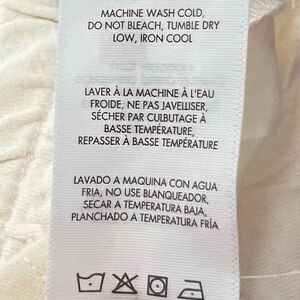 MACHINE WASH COLD,
DO NOT BLEACH, TUMBLE DRY
LOW, IRON COOL
LAVER À LA MACHINE À L'EAU
FROIDE, NE PAS JAVELLISER,
SÉCHER PAR CULBUTAGE À
BASSE TEMPÉRATURE,
REPASSER À BASSE TEMPÉRATURE
LAVADO A MAQUINA CON AGUA
FRIA, NO USE BLANQUEADOR,
SECAR A TEMPERATURA BAJA,
PLANCHADO A TEMPERATURA FRÍA